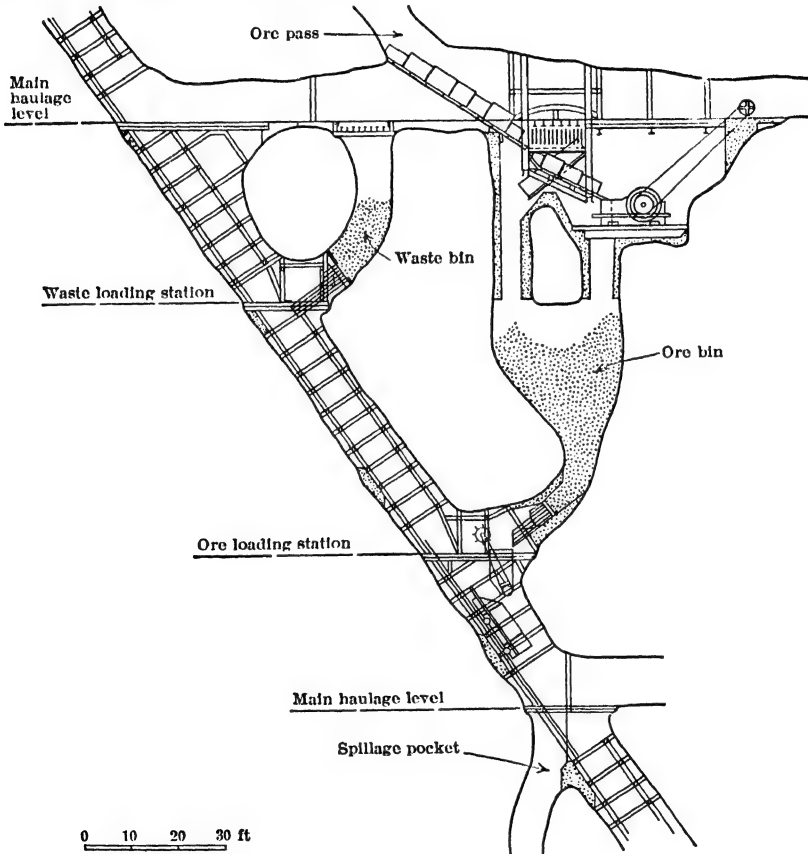 Ore pass
Main
haulage
level
Waste bin
Waste loading station
Ore bin
Ore loading station
Main haulage level
Spillage pocket
0 10 20 30 ft